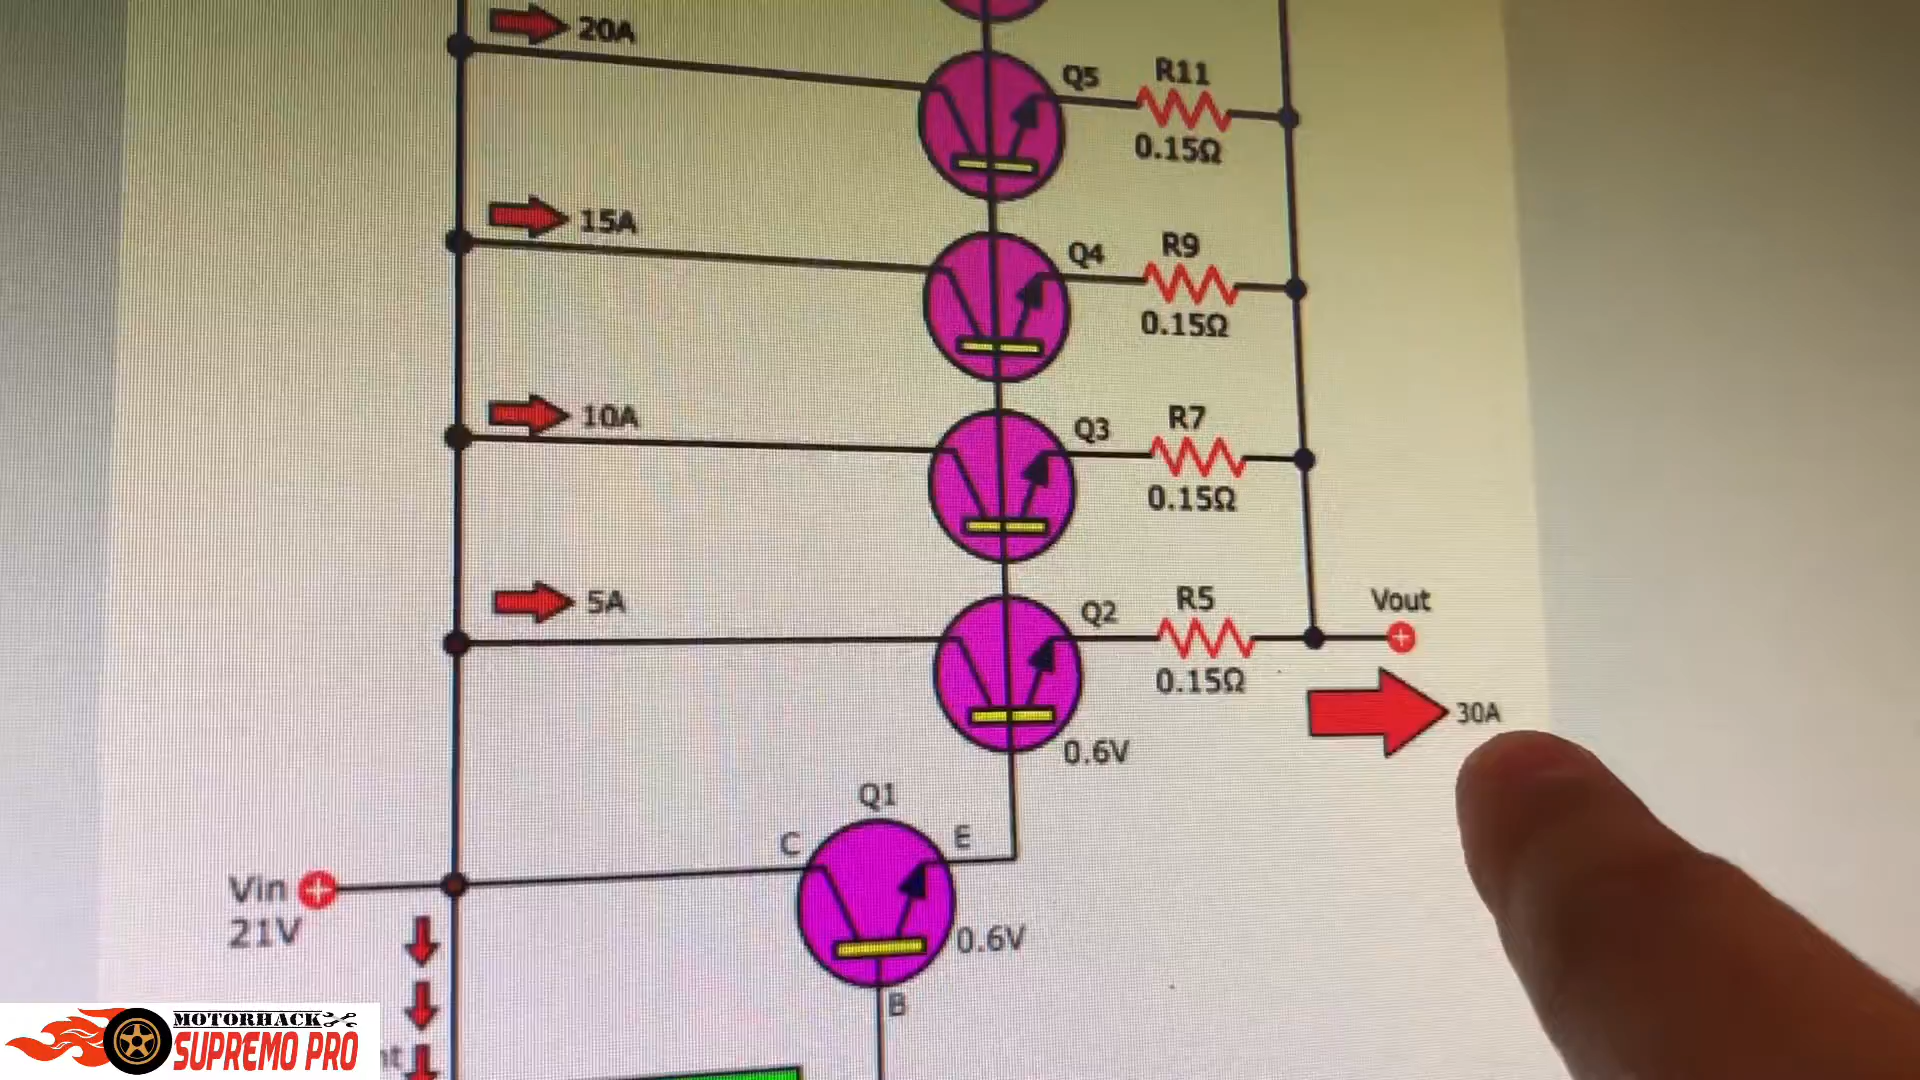 20A
Q5
R11
0.15Ω
15A
Q4
R9
0.15Ω
10A
Q3
R7
0.15Ω
5A
Q2
R5
0.15Ω
Vout
30A
0.6V
Q1
C
E
Vin
21V
0.6V
B
MOTORHACK
SUPREMO PRO